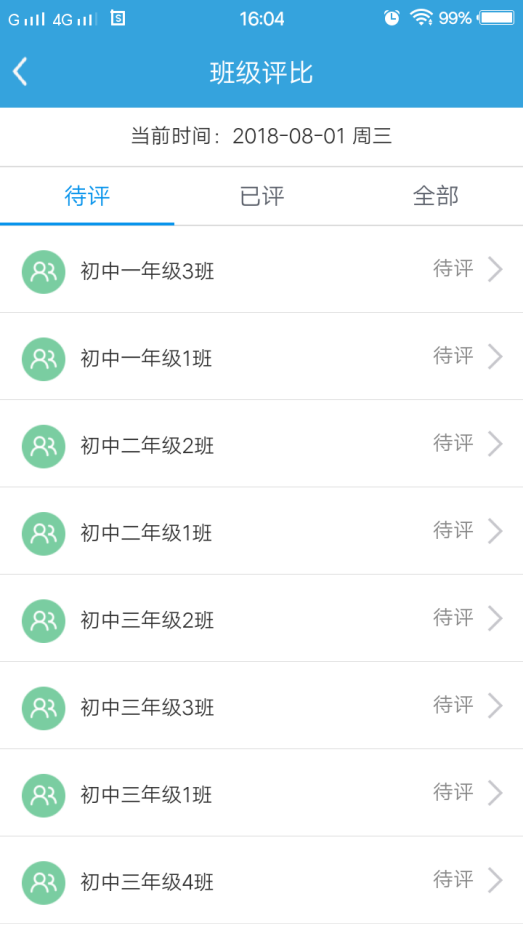 G 4G S 16:04 99%
班级评比
当前时间：2018-08-01 周三
待评 已评 全部
初中一年级3班 待评
初中一年级1班 待评
初中二年级2班 待评
初中二年级1班 待评
初中三年级2班 待评
初中三年级3班 待评
初中三年级1班 待评
初中三年级4班 待评